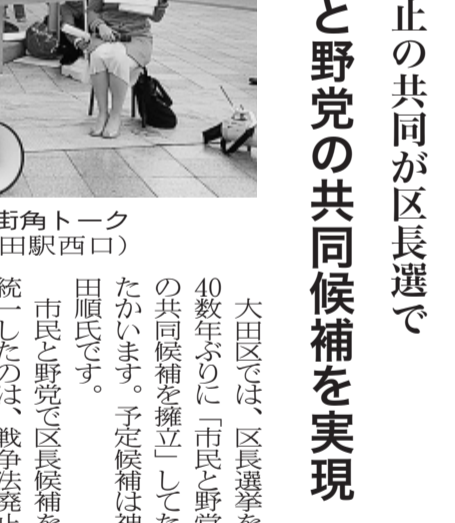 止の共同が区長選で
と野党の共同候補を実現
街角トーク
田駅西口）
大田区では、区長選挙を
40数年ぶりに「市民と野党
の共同候補を擁立」してた
たかいます。予定候補は神
田順氏です。
市民と野党で区長候補を
統一したのは、戦争法廃止